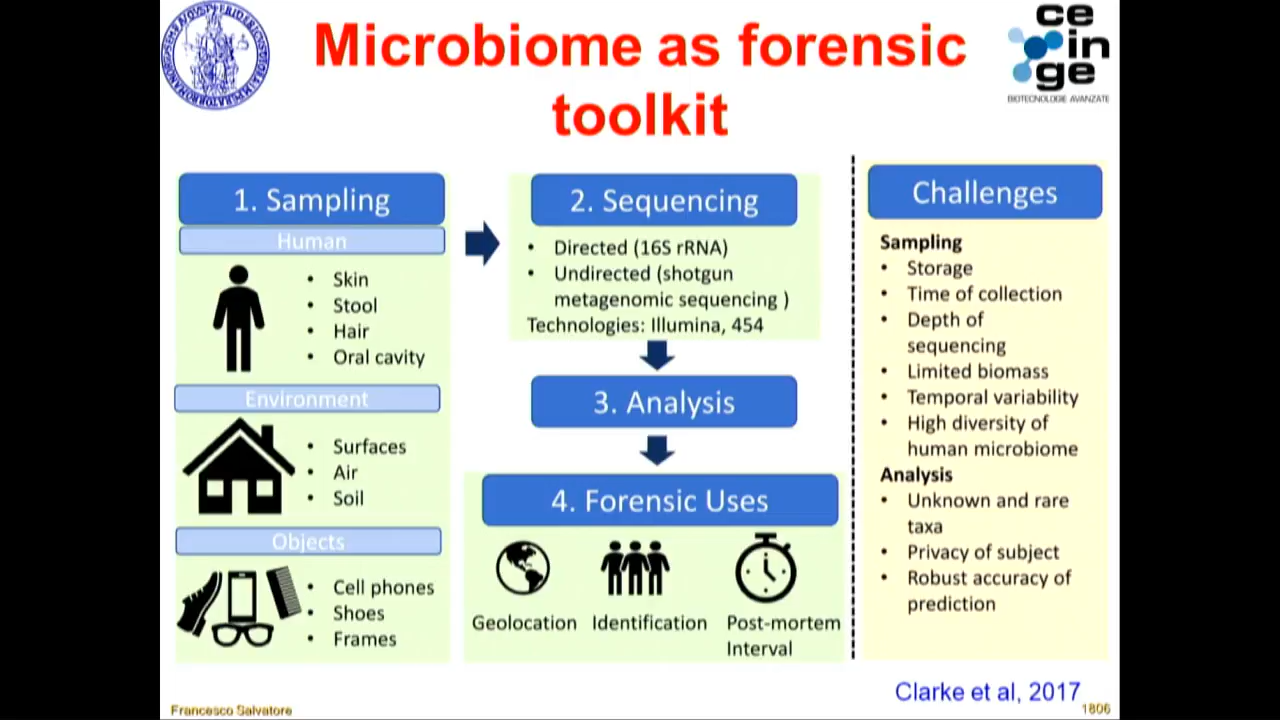 Microbiome as forensic
toolkit
ce
in
ge
BIOTECNOLOGIE AVANZATE
1. Sampling
Human
• Skin
• Stool
• Hair
• Oral cavity
Environment
• Surfaces
• Air
• Soil
Objects
• Cell phones
• Shoes
• Frames
2. Sequencing
• Directed (16S rRNA)
• Undirected (shotgun
metagenomic sequencing )
Technologies: Illumina, 454
3. Analysis
4. Forensic Uses
Geolocation
Identification
Post-mortem
Interval
Challenges
Sampling
• Storage
• Time of collection
• Depth of
sequencing
• Limited biomass
• Temporal variability
• High diversity of
human microbiome
Analysis
• Unknown and rare
taxa
• Privacy of subject
• Robust accuracy of
prediction
Clarke et al, 2017
Francesco Salvatore
1806